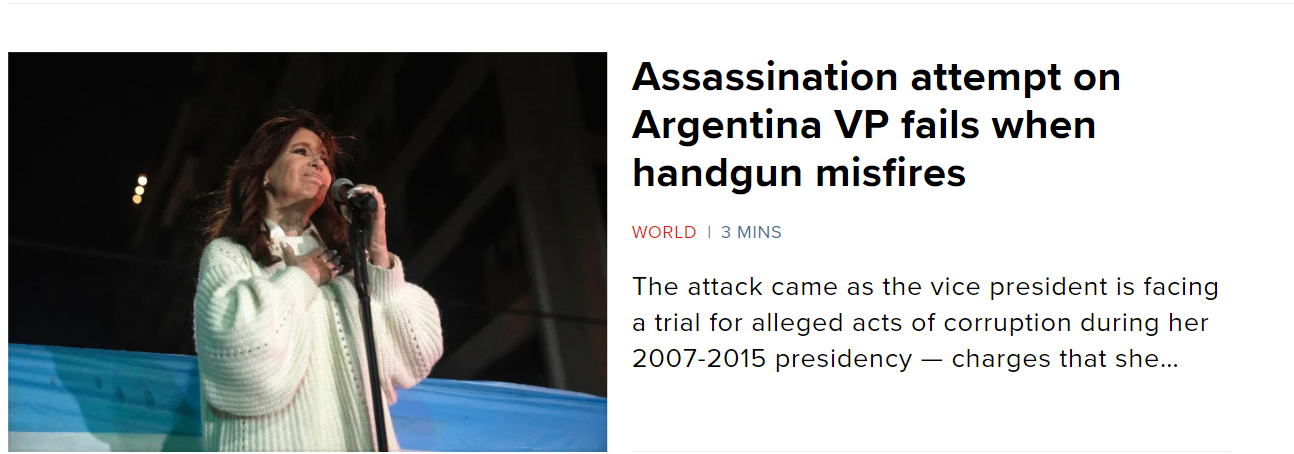 Assassination attempt on
Argentina VP fails when
handgun misfires
WORLD | 3 MINS
The attack came as the vice president is facing
a trial for alleged acts of corruption during her
2007-2015 presidency — charges that she...